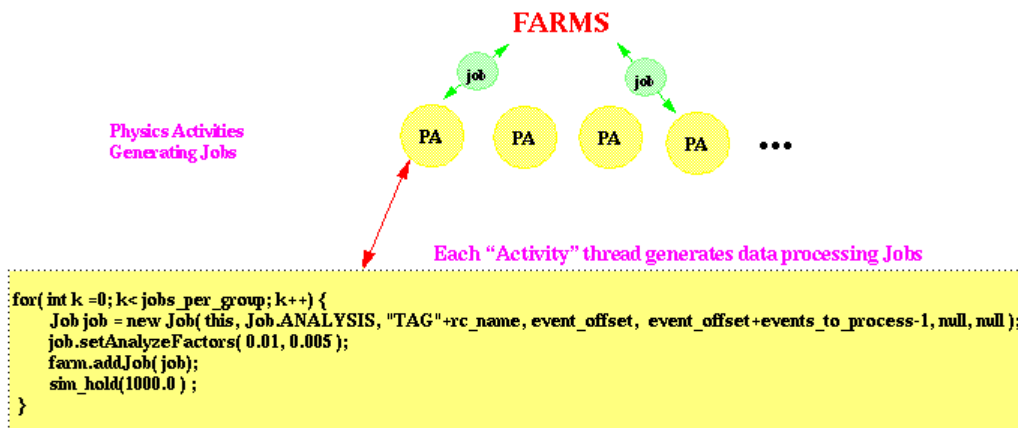 FARMS
job
job
PA
PA
PA
PA
...
Physics Activities
Generating Jobs
Each “Activity” thread generates data processing Jobs
for( int k =0; k< jobs_per_group; k++) {
Job job = new Job( this, Job.ANALYSIS, "TAG"+rc_name, event_offset, event_offset+events_to_process-1, null, null );
job.setAnalyzeFactors( 0.01, 0.005 );
farm.addJob( job);
sim_hold(1000.0 ) ;
}